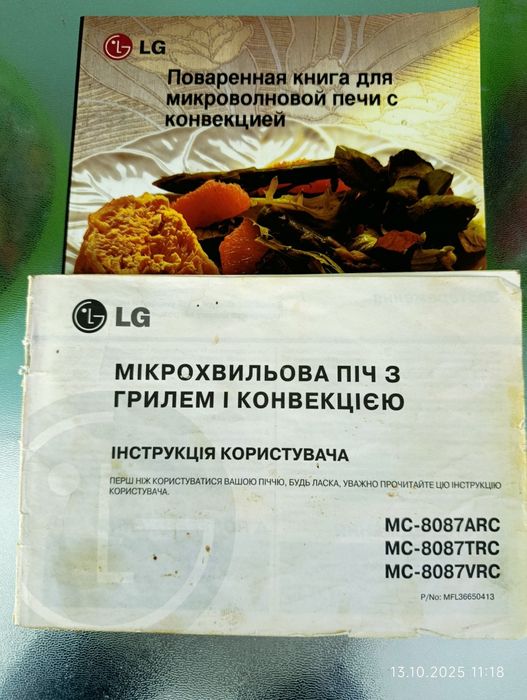 LG
Поваренная книга для
микроволновой печи с
конвекцией
LG
МІКРОХВИЛЬОВА ПІЧ З
ГРИЛЕМ І КОНВЕКЦІЄЮ
ІНСТРУКЦІЯ КОРИСТУВАЧА
ПЕРШ НІЖ КОРИСТУВАТИСЯ ВАШОЮ ПІЧЧЮ, БУДЬ ЛАСКА, УВАЖНО ПРОЧИТАЙТЕ ЦЮ ІНСТРУКЦІЮ
КОРИСТУВАЧА.
MC-8087ARC
MC-8087TRC
MC-8087VRC
P/No: MFL36650413
13.10.2025 11:18